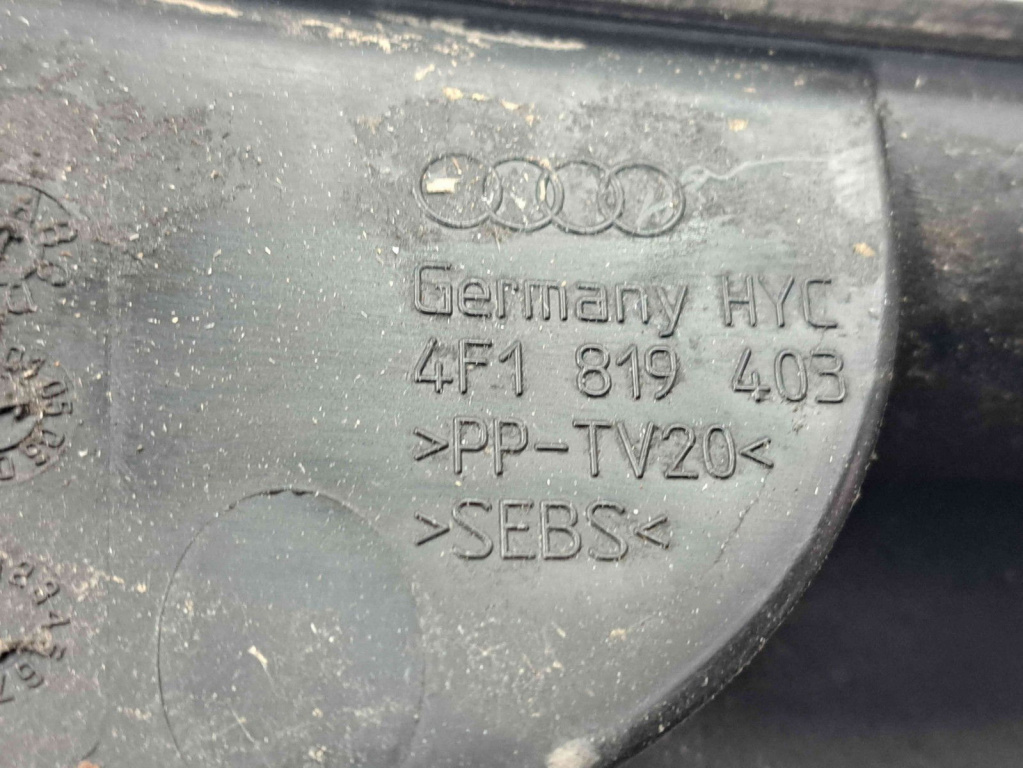 Germany HYC
4F1 819 403
>PP-TV20<
>SEBS<